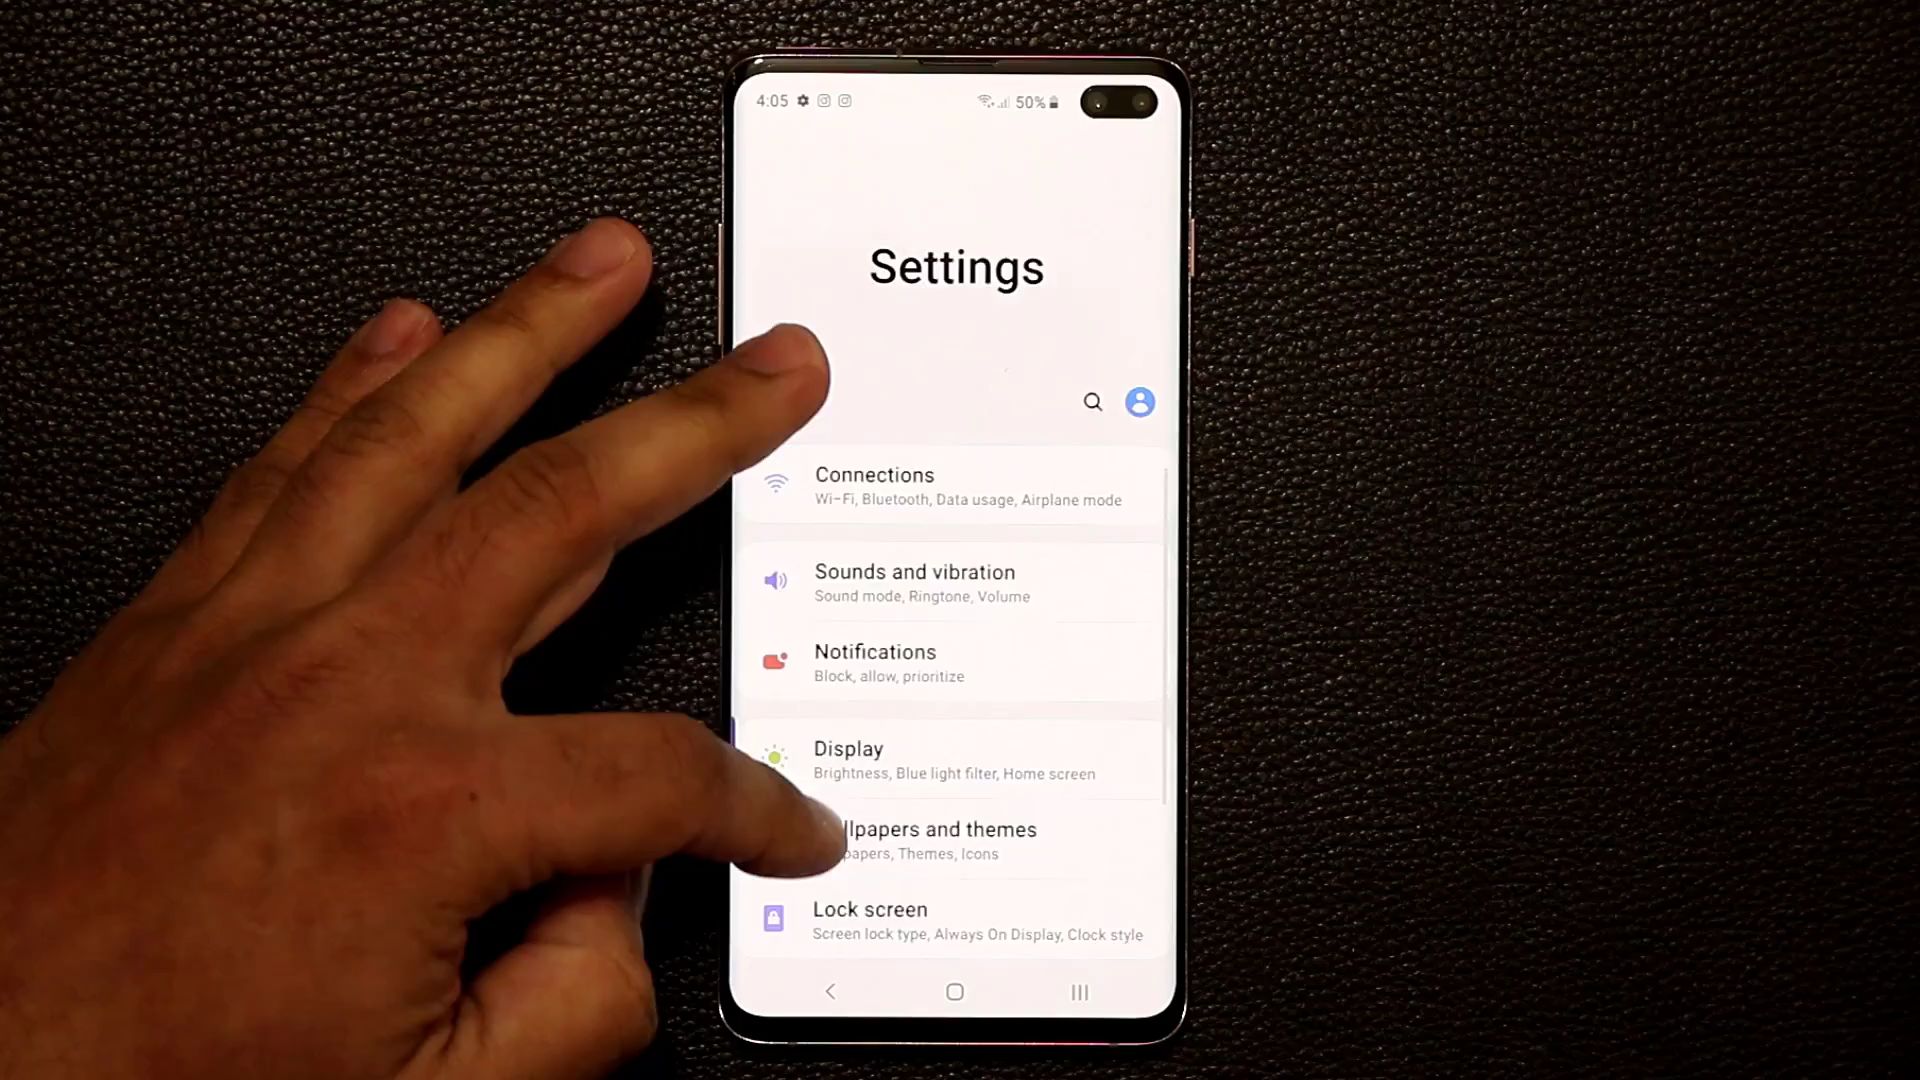 4:05 50%
Settings
Connections
Wi-Fi, Bluetooth, Data usage, Airplane mode
Sounds and vibration
Sound mode, Ringtone, Volume
Notifications
Block, allow, prioritize
Display
Brightness, Blue light filter, Home screen
llpapers and themes
papers, Themes, Icons
Lock screen
Screen lock type, Always On Display, Clock style